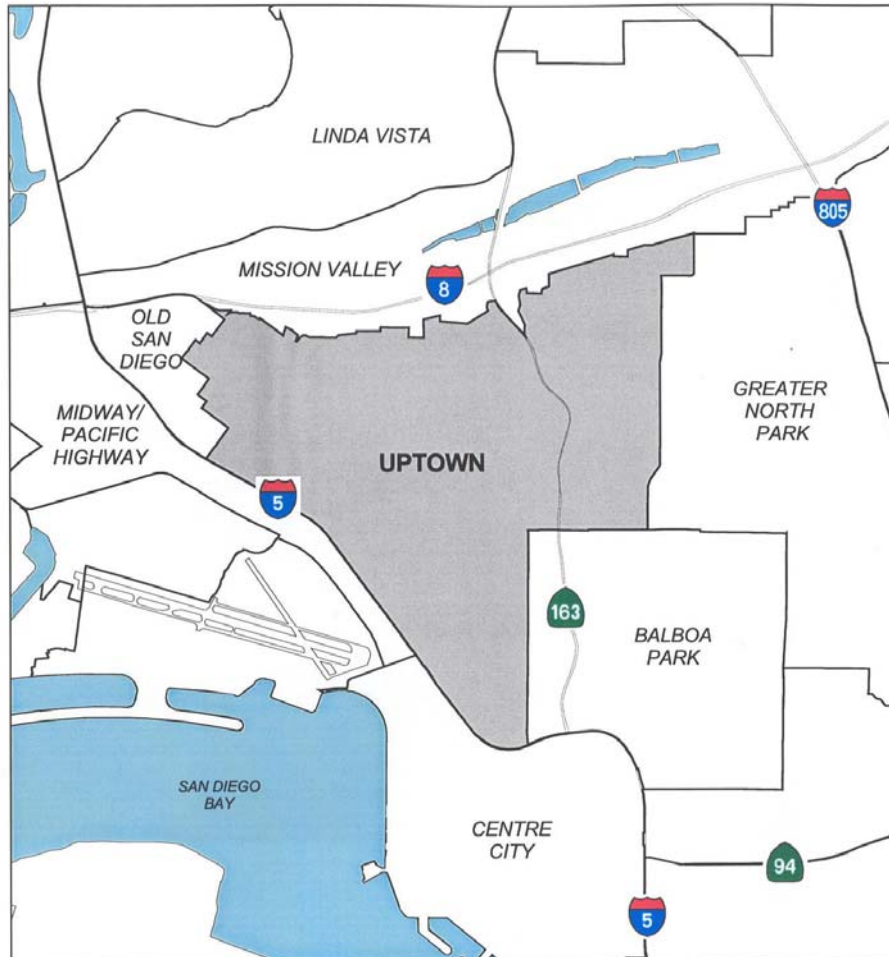 LINDA VISTA
805
MISSION VALLEY
8
OLD
SAN
DIEGO
MIDWAY/
PACIFIC
HIGHWAY
GREATER
NORTH
PARK
UPTOWN
5
163
BALBOA
PARK
SAN DIEGO
BAY
CENTRE
CITY
94
5